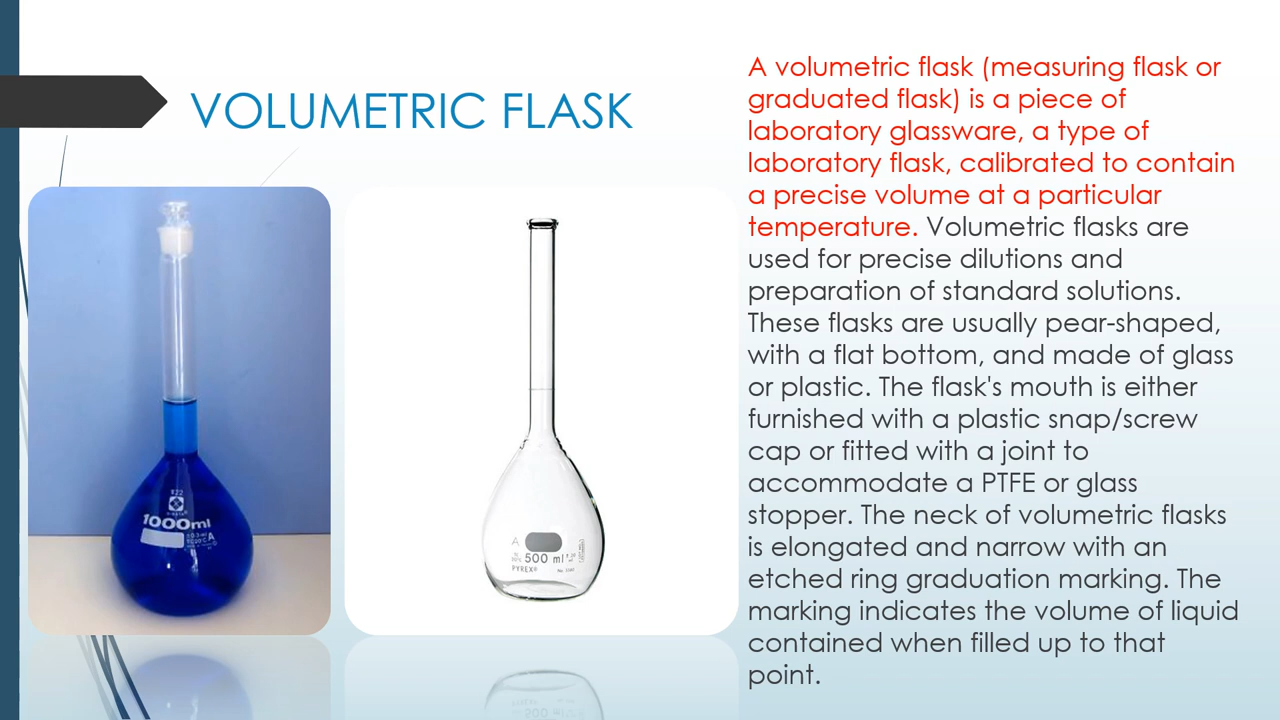 VOLUMETRIC FLASK
A volumetric flask (measuring flask or
graduated flask) is a piece of
laboratory glassware, a type of
laboratory flask, calibrated to contain
a precise volume at a particular
temperature. Volumetric flasks are
used for precise dilutions and
preparation of standard solutions.
These flasks are usually pear-shaped,
with a flat bottom, and made of glass
or plastic. The flask's mouth is either
furnished with a plastic snap/screw
cap or fitted with a joint to
accommodate a PTFE or glass
stopper. The neck of volumetric flasks
is elongated and narrow with an
etched ring graduation marking. The
marking indicates the volume of liquid
contained when filled up to that
point.
1000ml
A
A
500 ml
PYREX®